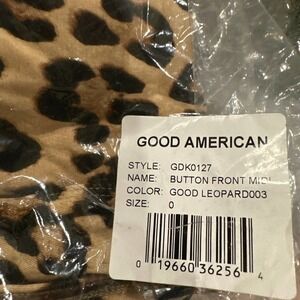 GOOD AMERICAN
STYLE: GDK0127
NAME: BUTTON FRONT MIDI
COLOR: GOOD LEOPARD003
SIZE: 0
0 19660 36256 4